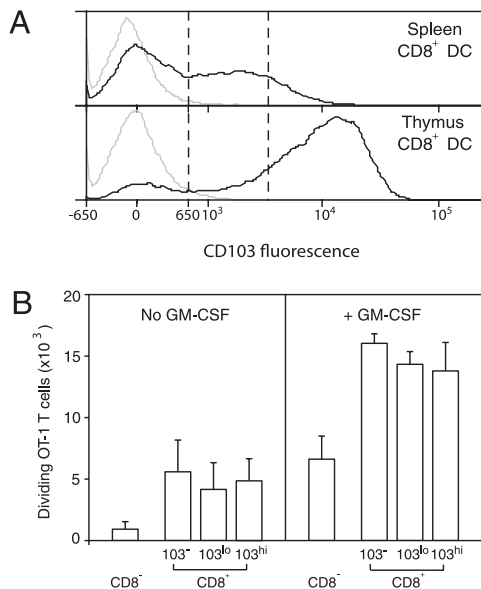 A
Spleen
CD8⁺ DC
Thymus
CD8⁺ DC
-650 0 650 10³ 10⁴ 10⁵
CD103 fluorescence
B
No GM-CSF + GM-CSF
Dividing OT-1 T cells (x10 ³)
20
15
10
5
0
103⁻ 103ˡᵒ 103ʰⁱ 103⁻ 103ˡᵒ 103ʰⁱ
CD8⁻ CD8⁺ CD8⁻ CD8⁺